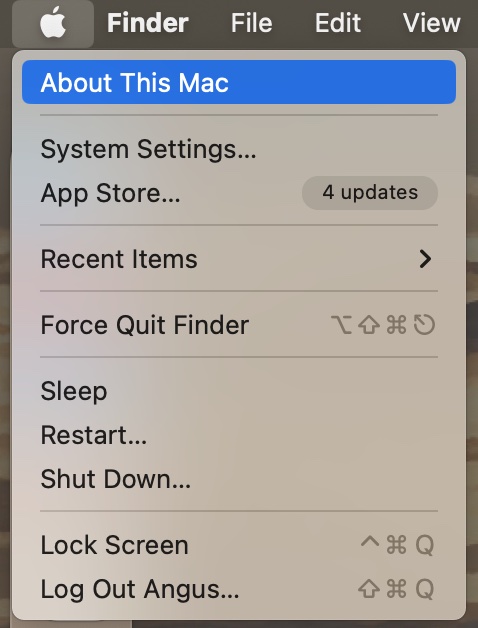 Finder File Edit View
About This Mac
System Settings...
App Store... 4 updates
Recent Items
Force Quit Finder ⌥⇧⌘⎋
Sleep
Restart...
Shut Down...
Lock Screen ^⌘Q
Log Out Angus... ⇧⌘Q